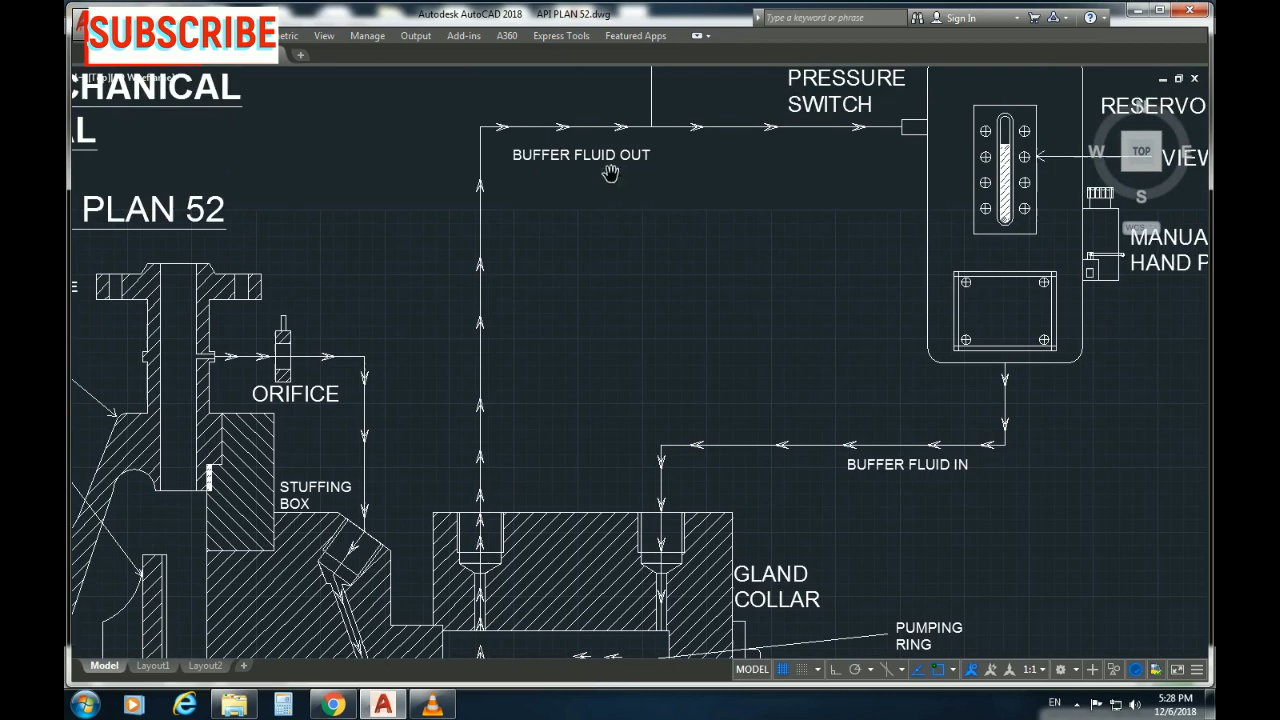 SUBSCRIBE
Autodesk AutoCAD 2018 API PLAN 52.dwg
Type a keyword or phrase
Sign In
View Manage Output Add-ins A360 Express Tools Featured Apps
CHANICAL
AL
PLAN 52
PRESSURE
SWITCH
RESERVO
VIEW
N
W TOP E
S
BUFFER FLUID OUT
MANUA
HAND P
ORIFICE
BUFFER FLUID IN
STUFFING
BOX
GLAND
COLLAR
PUMPING
RING
Model Layout1 Layout2
MODEL
1:1
EN
5:28 PM
12/6/2018